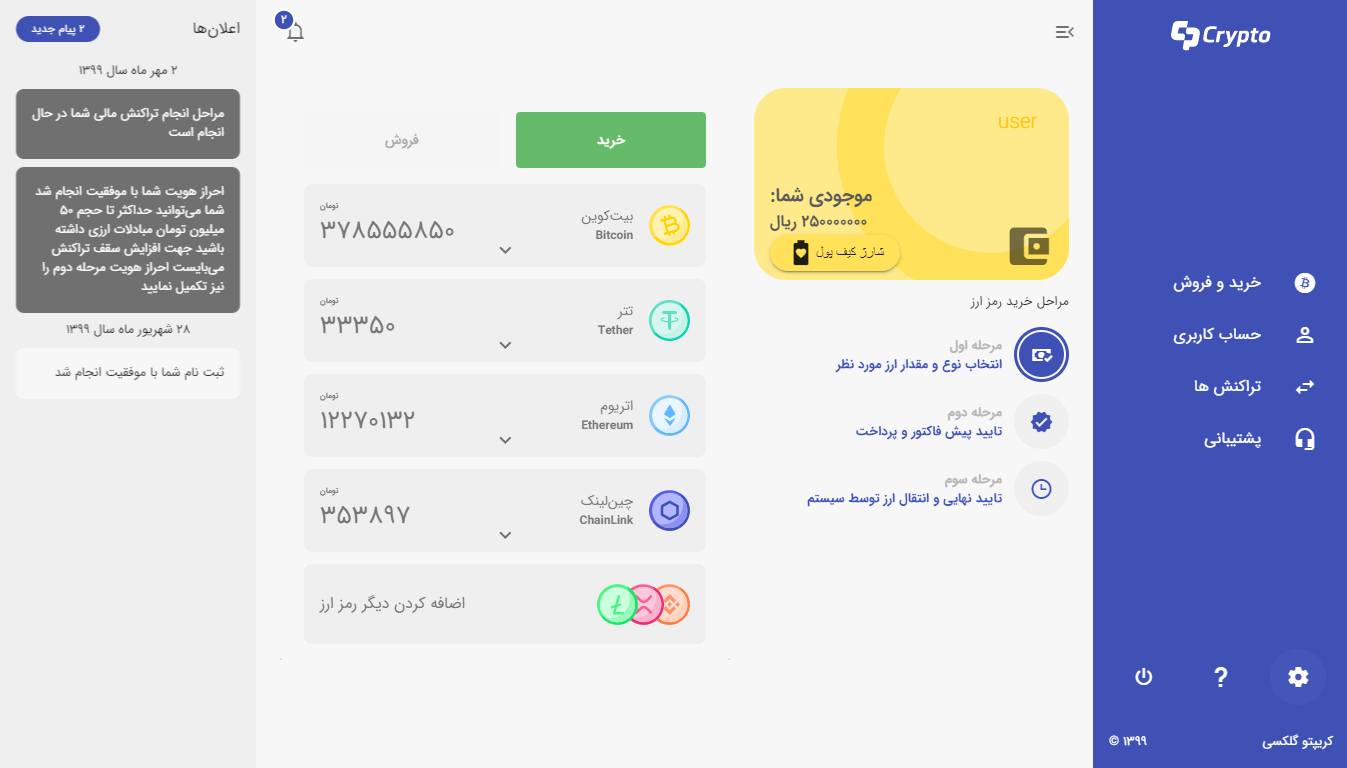 Crypto
خرید و فروش
حساب کاربری
تراکنش ها
پشتیبانی
?
کریپتو گلکسی
© ۱۳۹۹
user
موجودی شما:
۲۵۰۰۰۰۰۰۰ ریال
شارژ کیف پول
مراحل خرید رمز ارز
مرحله اول
انتخاب نوع و مقدار ارز مورد نظر
مرحله دوم
تایید پیش فاکتور و پرداخت
مرحله سوم
تایید نهایی و انتقال ارز توسط سیستم
۲
خرید
فروش
بیت‌کوین
Bitcoin
تومان
۳۷۸۵۵۵۸۵۰
تتر
Tether
تومان
۳۳۳۵۰
اتریوم
Ethereum
تومان
۱۲۲۷۰۱۳۲
چین‌لینک
ChainLink
تومان
۳۵۳۸۹۷
اضافه کردن دیگر رمز ارز
اعلان‌ها
۲ پیام جدید
۲ مهر ماه سال ۱۳۹۹
مراحل انجام تراکنش مالی شما در حال
انجام است
احراز هویت شما با موفقیت انجام شد
شما می‌توانید حداکثر تا حجم ۵۰
میلیون تومان مبادلات ارزی داشته
باشید جهت افزایش سقف تراکنش
می‌بایست احراز هویت مرحله دوم را
نیز تکمیل نمایید
۲۸ شهریور ماه سال ۱۳۹۹
ثبت نام شما با موفقیت انجام شد